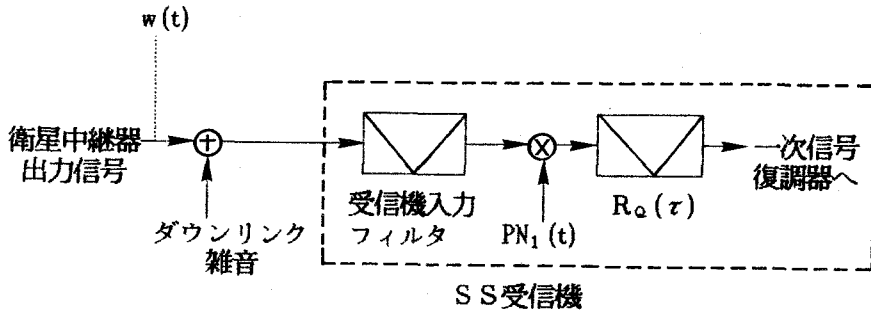 w(t)
衛星中継器
出力信号
ダウンリンク
雑音
受信機入力
フィルタ
PN₁(t)
R_Q(τ)
一次信号
復調器へ
SS受信機